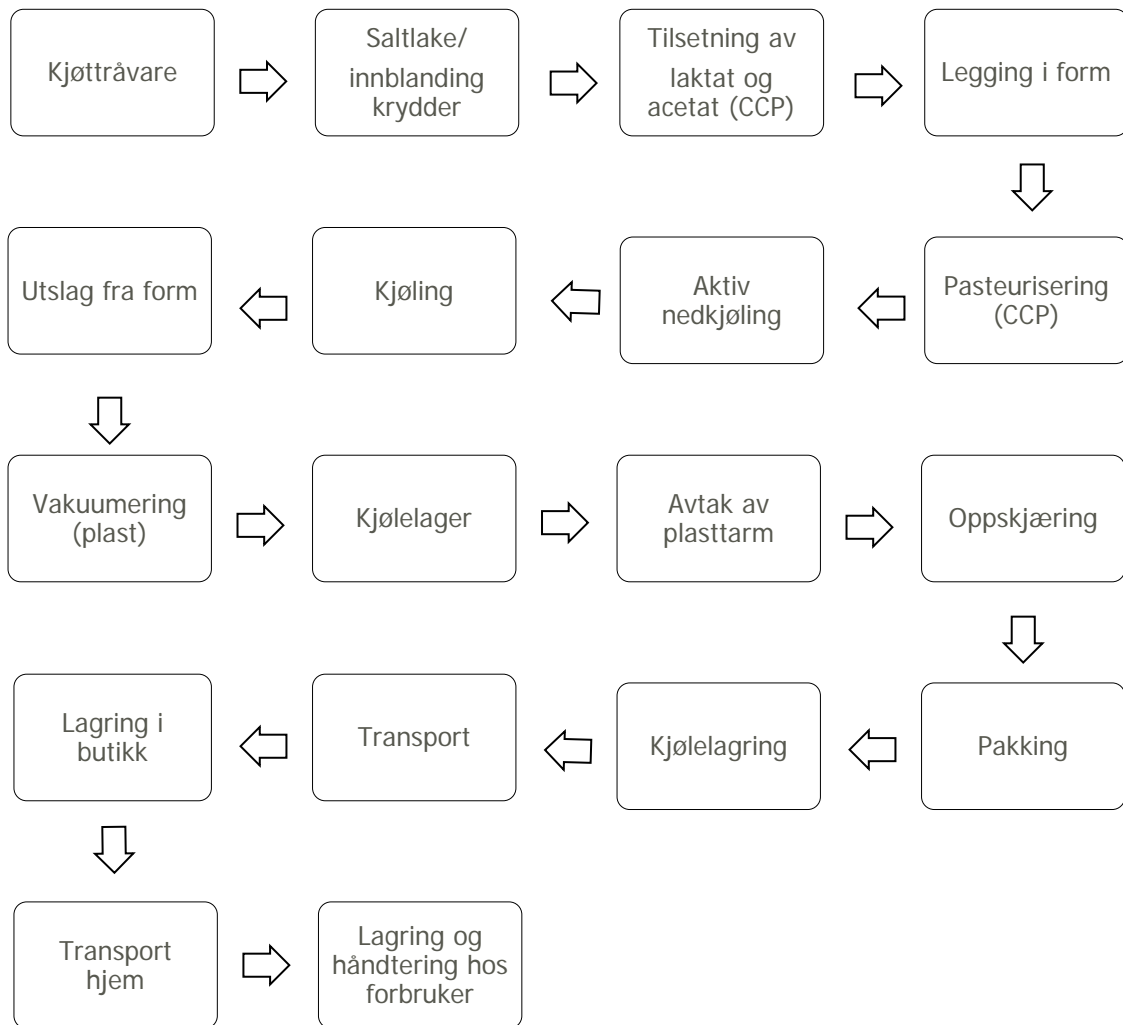 Kjøttråvare
Saltlake/
innblanding
krydder
Tilsetning av
laktat og
acetat (CCP)
Legging i form
Pasteurisering
(CCP)
Aktiv
nedkjøling
Kjøling
Utslag fra form
Vakuumering
(plast)
Kjølelager
Avtak av
plasttarm
Oppskjæring
Pakking
Kjølelagring
Transport
Lagring i
butikk
Transport
hjem
Lagring og
håndtering hos
forbruker